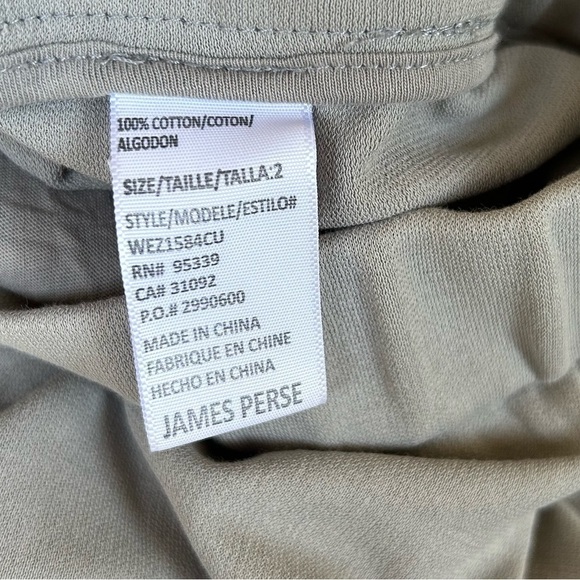 100% COTTON/COTON/
ALGODON
SIZE/TAILLE/TALLA:2
STYLE/MODELE/ESTILO#
WEZ1584CU
RN# 95339
CA# 31092
P.O.# 2990600
MADE IN CHINA
FABRIQUE EN CHINE
HECHO EN CHINA
JAMES PERSE